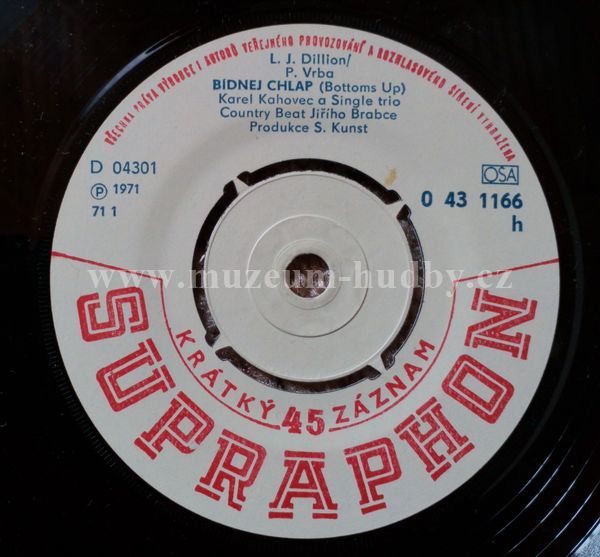 VŠECHNA PRÁVA VÝROBCE I AUTORŮ VEŘEJNÉHO PROVOZOVÁNÍ A ROZHLASOVÉHO ŠÍŘENÍ VYHRAŽENA
L. J. Dillion/
P. Vrba
BÍDNEJ CHLAP (Bottoms Up)
Karel Kahovec a Single trio
Country Beat Jiřího Brabce
Produkce S. Kunst
D 04301
Ⓟ 1971
71 1
OSA
0 43 1166
h
www.muzeum-hudby.cz
KRÁTKÝ 45 ZÁZNAM
SUPRAPHON